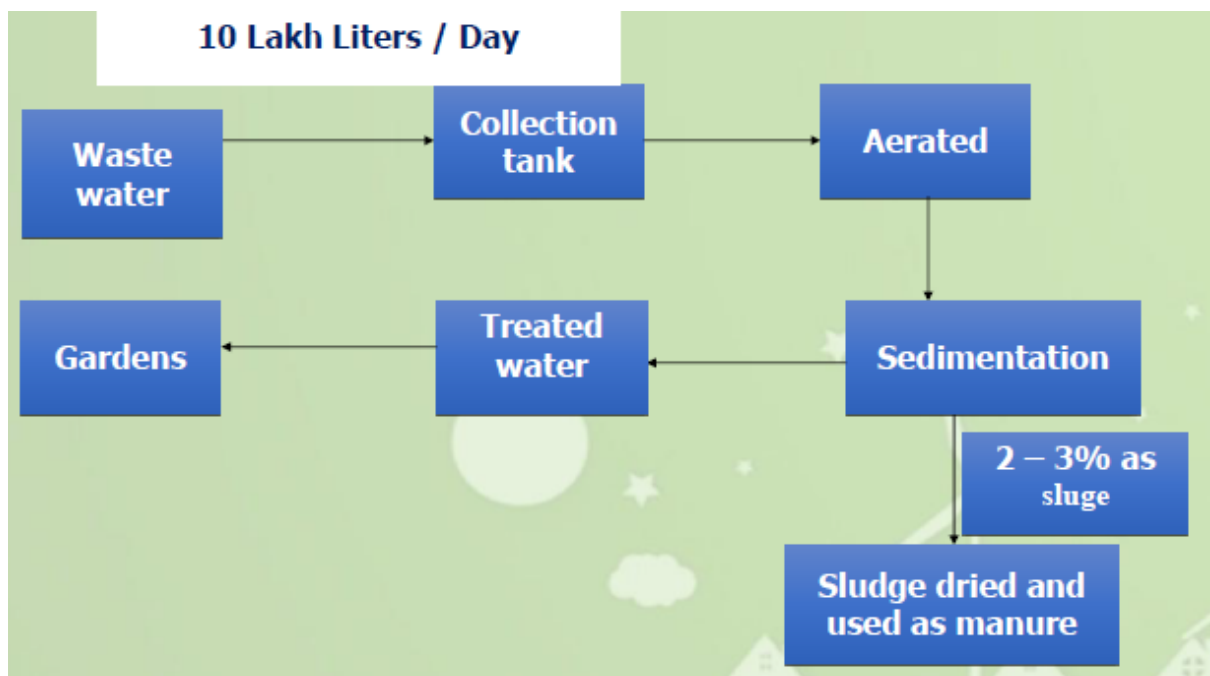 10 Lakh Liters / Day
Waste
water
Collection
tank
Aerated
Gardens
Treated
water
Sedimentation
2 – 3% as
sluge
Sludge dried and
used as manure